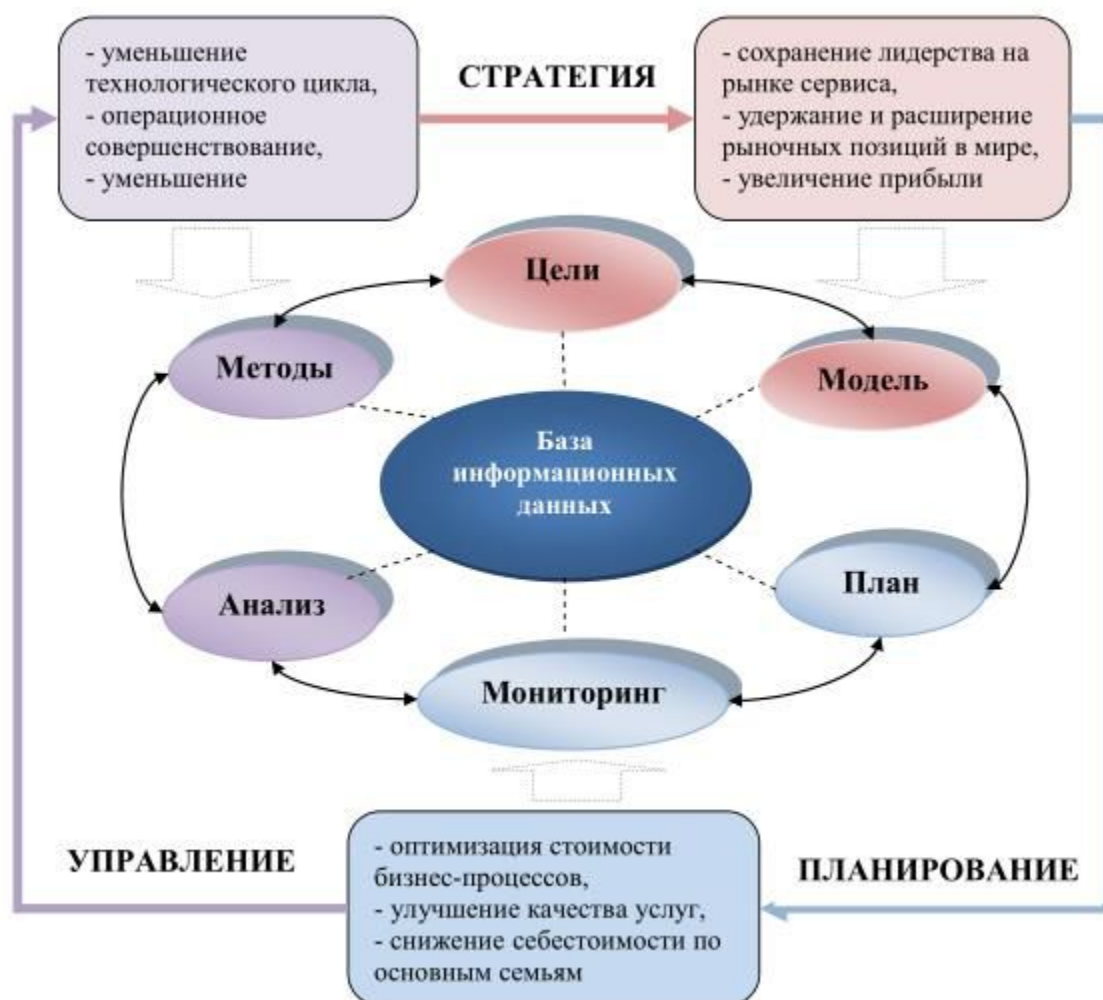 - уменьшение
технологического цикла,
- операционное
совершенствование,
- уменьшение
СТРАТЕГИЯ
- сохранение лидерства на
рынке сервиса,
- удержание и расширение
рыночных позиций в мире,
- увеличение прибыли
Цели
Методы
Модель
База
информационных
данных
Анализ
План
Мониторинг
УПРАВЛЕНИЕ
- оптимизация стоимости
бизнес-процессов,
- улучшение качества услуг,
- снижение себестоимости по
основным семьям
ПЛАНИРОВАНИЕ